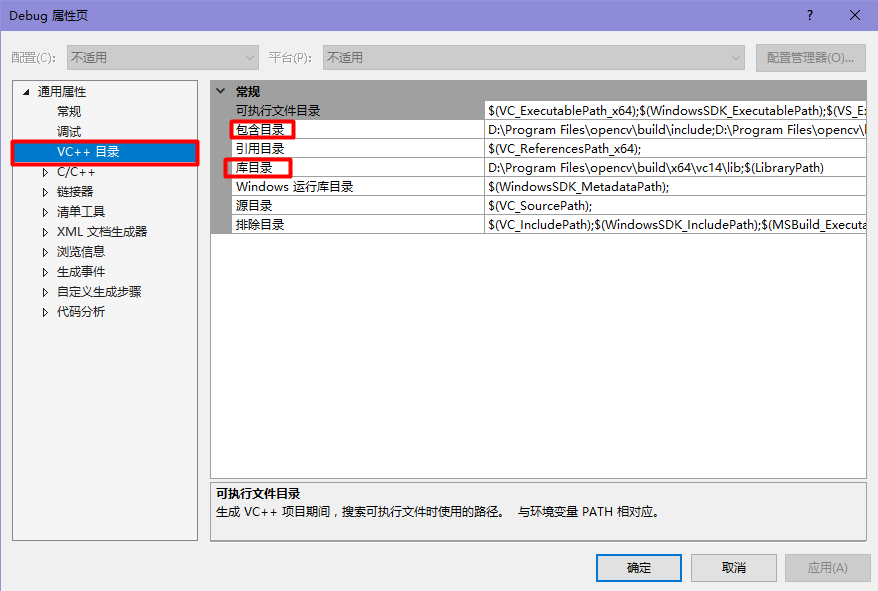 Debug 属性页
配置(C): 不适用 平台(P): 不适用 配置管理器(O)...
通用属性
常规
调试
VC++ 目录
C/C++
链接器
清单工具
XML 文档生成器
浏览信息
生成事件
自定义生成步骤
代码分析
常规
可执行文件目录 $(VC_ExecutablePath_x64);$(WindowsSDK_ExecutablePath);$(VS_Ex
包含目录 D:\Program Files\opencv\build\include;D:\Program Files\opencv\
引用目录 $(VC_ReferencesPath_x64);
库目录 D:\Program Files\opencv\build\x64\vc14\lib;$(LibraryPath)
Windows 运行库目录 $(WindowsSDK_MetadataPath);
源目录 $(VC_SourcePath);
排除目录 $(VC_IncludePath);$(WindowsSDK_IncludePath);$(MSBuild_Executa
可执行文件目录
生成 VC++ 项目期间，搜索可执行文件时使用的路径。 与环境变量 PATH 相对应。
确定 取消 应用(A)